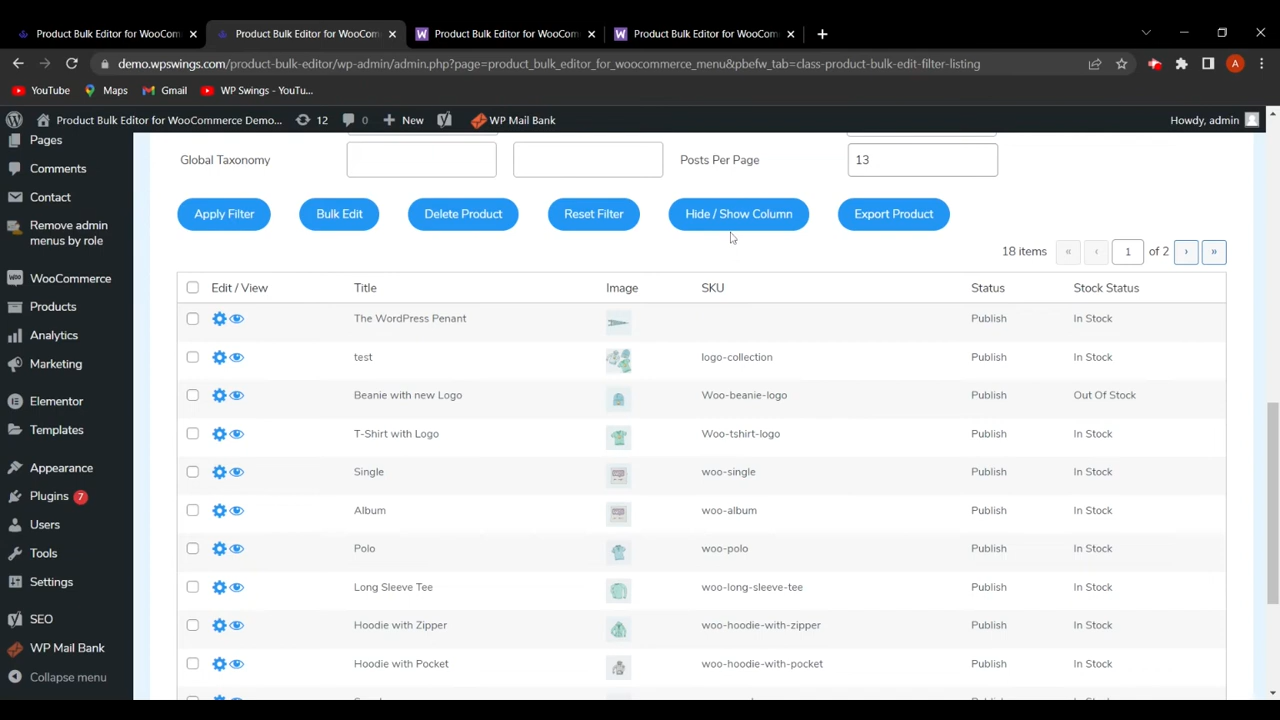 Product Bulk Editor for WooCom
Product Bulk Editor for WooCom
Product Bulk Editor for WooCom
Product Bulk Editor for WooCom
demo.wpswings.com/product-bulk-editor/wp-admin/admin.php?page=product_bulk_editor_for_woocommerce_menu&pbefw_tab=class-product-bulk-edit-filter-listing
A
YouTube
Maps
Gmail
WP Swings - YouTu...
Product Bulk Editor for WooCommerce Demo...
12
0
New
WP Mail Bank
Howdy, admin
Pages
Comments
Contact
Remove admin
menus by role
WooCommerce
Products
Analytics
Marketing
Elementor
Templates
Appearance
Plugins 7
Users
Tools
Settings
SEO
WP Mail Bank
Collapse menu
Global Taxonomy
Posts Per Page
13
Apply Filter
Bulk Edit
Delete Product
Reset Filter
Hide / Show Column
Export Product
18 items « ‹ 1 of 2 › »
Edit / View Title Image SKU Status Stock Status
The WordPress Penant Publish In Stock
test logo-collection Publish In Stock
Beanie with new Logo Woo-beanie-logo Publish Out Of Stock
T-Shirt with Logo Woo-tshirt-logo Publish In Stock
Single woo-single Publish In Stock
Album woo-album Publish In Stock
Polo woo-polo Publish In Stock
Long Sleeve Tee woo-long-sleeve-tee Publish In Stock
Hoodie with Zipper woo-hoodie-with-zipper Publish In Stock
Hoodie with Pocket woo-hoodie-with-pocket Publish In Stock